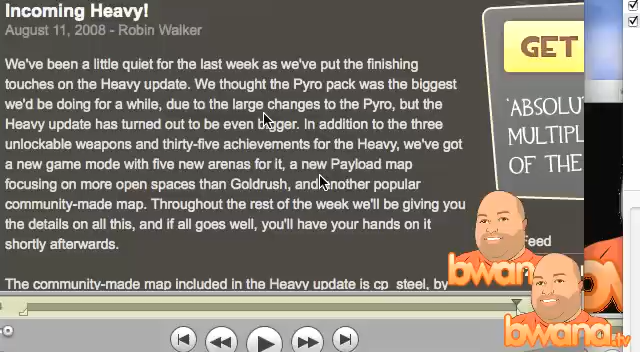 Incoming Heavy!
August 11, 2008 - Robin Walker
We've been a little quiet for the last week as we've put the finishing
touches on the Heavy update. We thought the Pyro pack was the biggest
we'd be doing for a while, due to the large changes to the Pyro, but the
Heavy update has turned out to be even bigger. In addition to the three
unlockable weapons and thirty-five achievements for the Heavy, we've got
a new game mode with five new arenas for it, a new Payload map
focusing on more open spaces than Goldrush, and another popular
community-made map. Throughout the rest of the week we'll be giving you
the details on all this, and if all goes well, you'll have your hands on it
shortly afterwards.
The community-made map included in the Heavy update is cp_steel, by
GET
'ABSOLU
MULTIPL
OF THE
Feed
bwana
bwana.tv